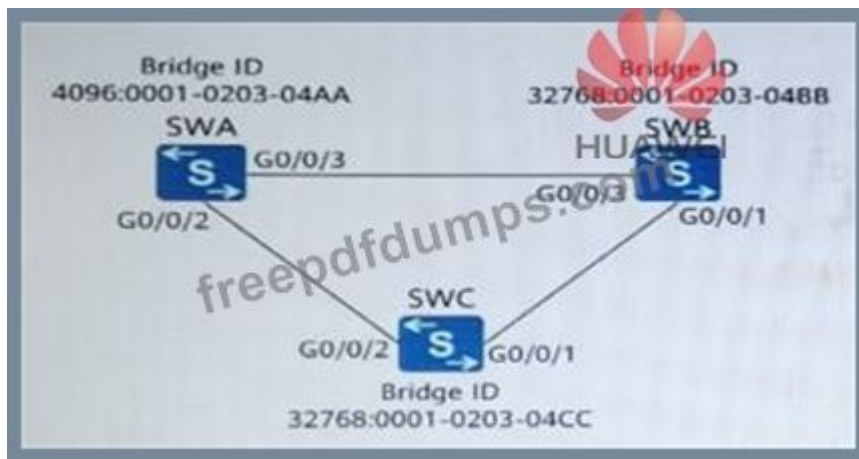 Bridge ID
4096:0001-0203-04AA
SWA
Bridge ID
32768:0001-0203-04BB
SWB
HUAWEI
S
G0/0/3
G0/0/3
S
G0/0/2
G0/0/1
freepdfdumps.com
SWC
G0/0/2
S
G0/0/1
Bridge ID
32768:0001-0203-04CC